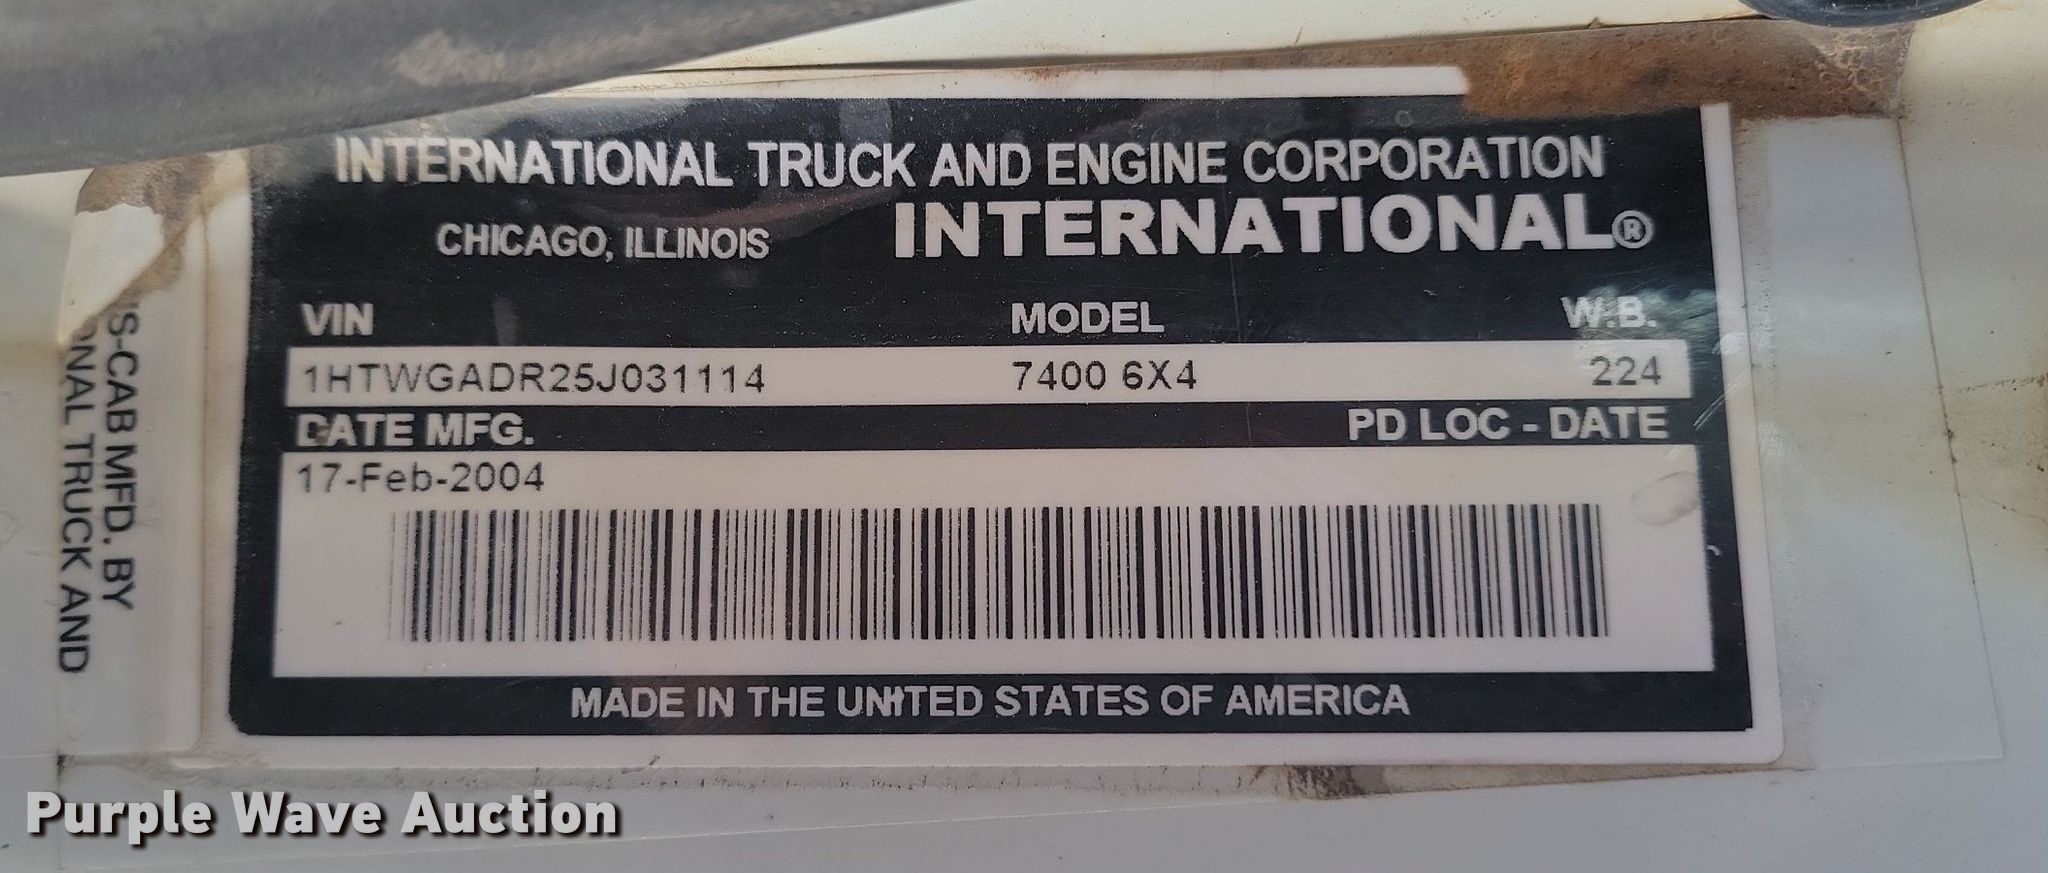 INTERNATIONAL TRUCK AND ENGINE CORPORATION
CHICAGO, ILLINOIS
INTERNATIONAL®
VIN MODEL W.B.
1HTWGADR25J031114 7400 6X4 224
DATE MFG. PD LOC - DATE
17-Feb-2004
MADE IN THE UNITED STATES OF AMERICA
S-CAB MFD. BY
ONAL TRUCK AND
Purple Wave Auction